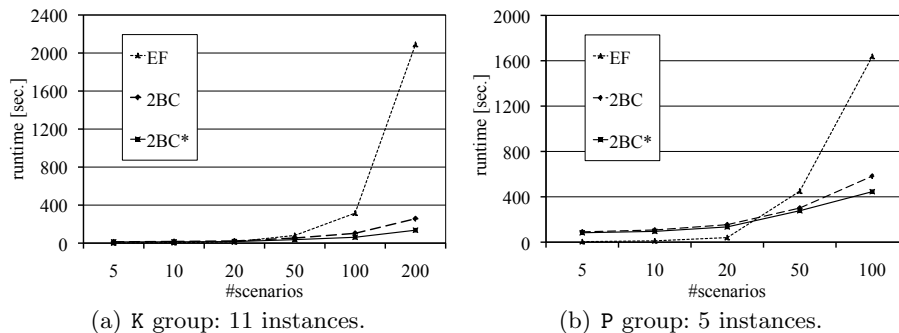 2400
2000
1600
1200
800
400
0
runtime [sec.]
EF
2BC
2BC*
5 10 20 50 100 200
#scenarios
(a) K group: 11 instances.
2000
1600
1200
800
400
0
runtime [sec.]
EF
2BC
2BC*
5 10 20 50 100
#scenarios
(b) P group: 5 instances.